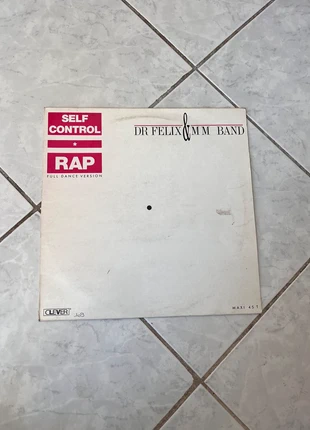 SELF
CONTROL
★
RAP
FULL DANCE VERSION
DR FELIX & M M BAND
CLEVER
MAXI 45 T